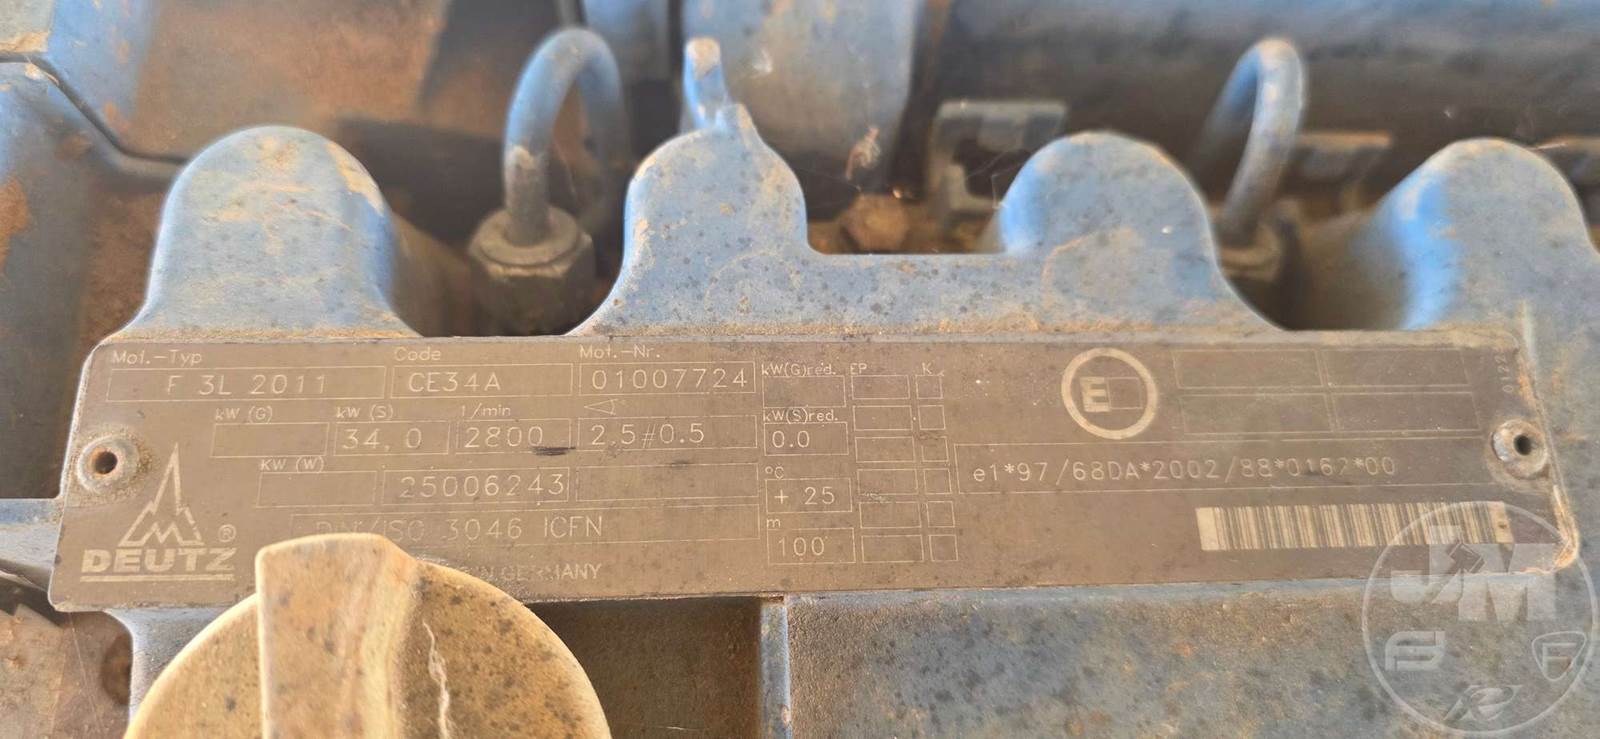 Mot.-Typ Code Mot.-Nr.
F 3L 2011 CE34A 01007724
kW (G) kW (S) 1/min
34,0 2800 2,5#0.5
KW (W)
25006243
DIN/ISO 3046 ICFN
DEUTZ ®
GERMANY
kW(G)red. EP K
kW(S)red.
0.0
°C
+ 25
m
100
E
e1*97/68DA*2002/88*0162*00
0122
JM